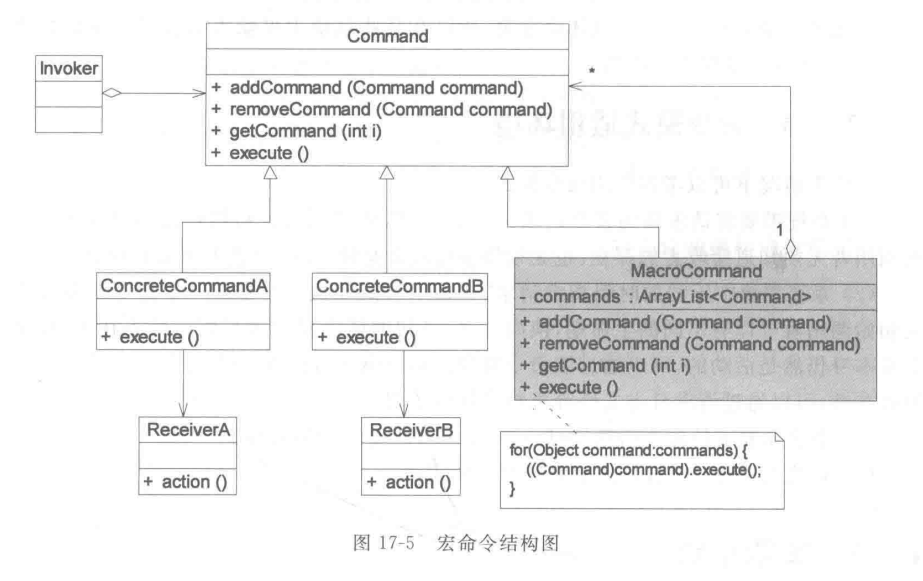 Command
+ addCommand (Command command)
+ removeCommand (Command command)
+ getCommand (int i)
+ execute ()
Invoker
*
1
ConcreteCommandA
+ execute ()
ConcreteCommandB
+ execute ()
MacroCommand
- commands : ArrayList<Command>
+ addCommand (Command command)
+ removeCommand (Command command)
+ getCommand (int i)
+ execute ()
ReceiverA
+ action ()
ReceiverB
+ action ()
for(Object command:commands) {
((Command)command).execute();
}
图 17-5 宏命令结构图